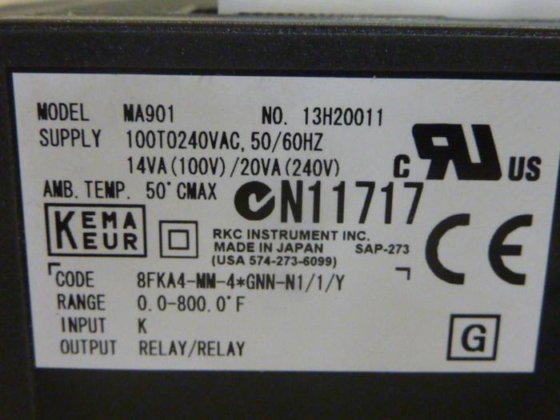 MODEL MA901 NO. 13H20011
SUPPLY 100TO240VAC, 50/60HZ
14VA(100V)/20VA(240V)
AMB. TEMP. 50°CMAX N11717
C UL US
KEMA
KEUR
RKC INSTRUMENT INC.
MADE IN JAPAN SAP-273
(USA 574-273-6099)
CE
CODE 8FKA4-MM-4*GNN-N1/1/Y
RANGE 0.0-800.0°F
INPUT K
OUTPUT RELAY/RELAY
G